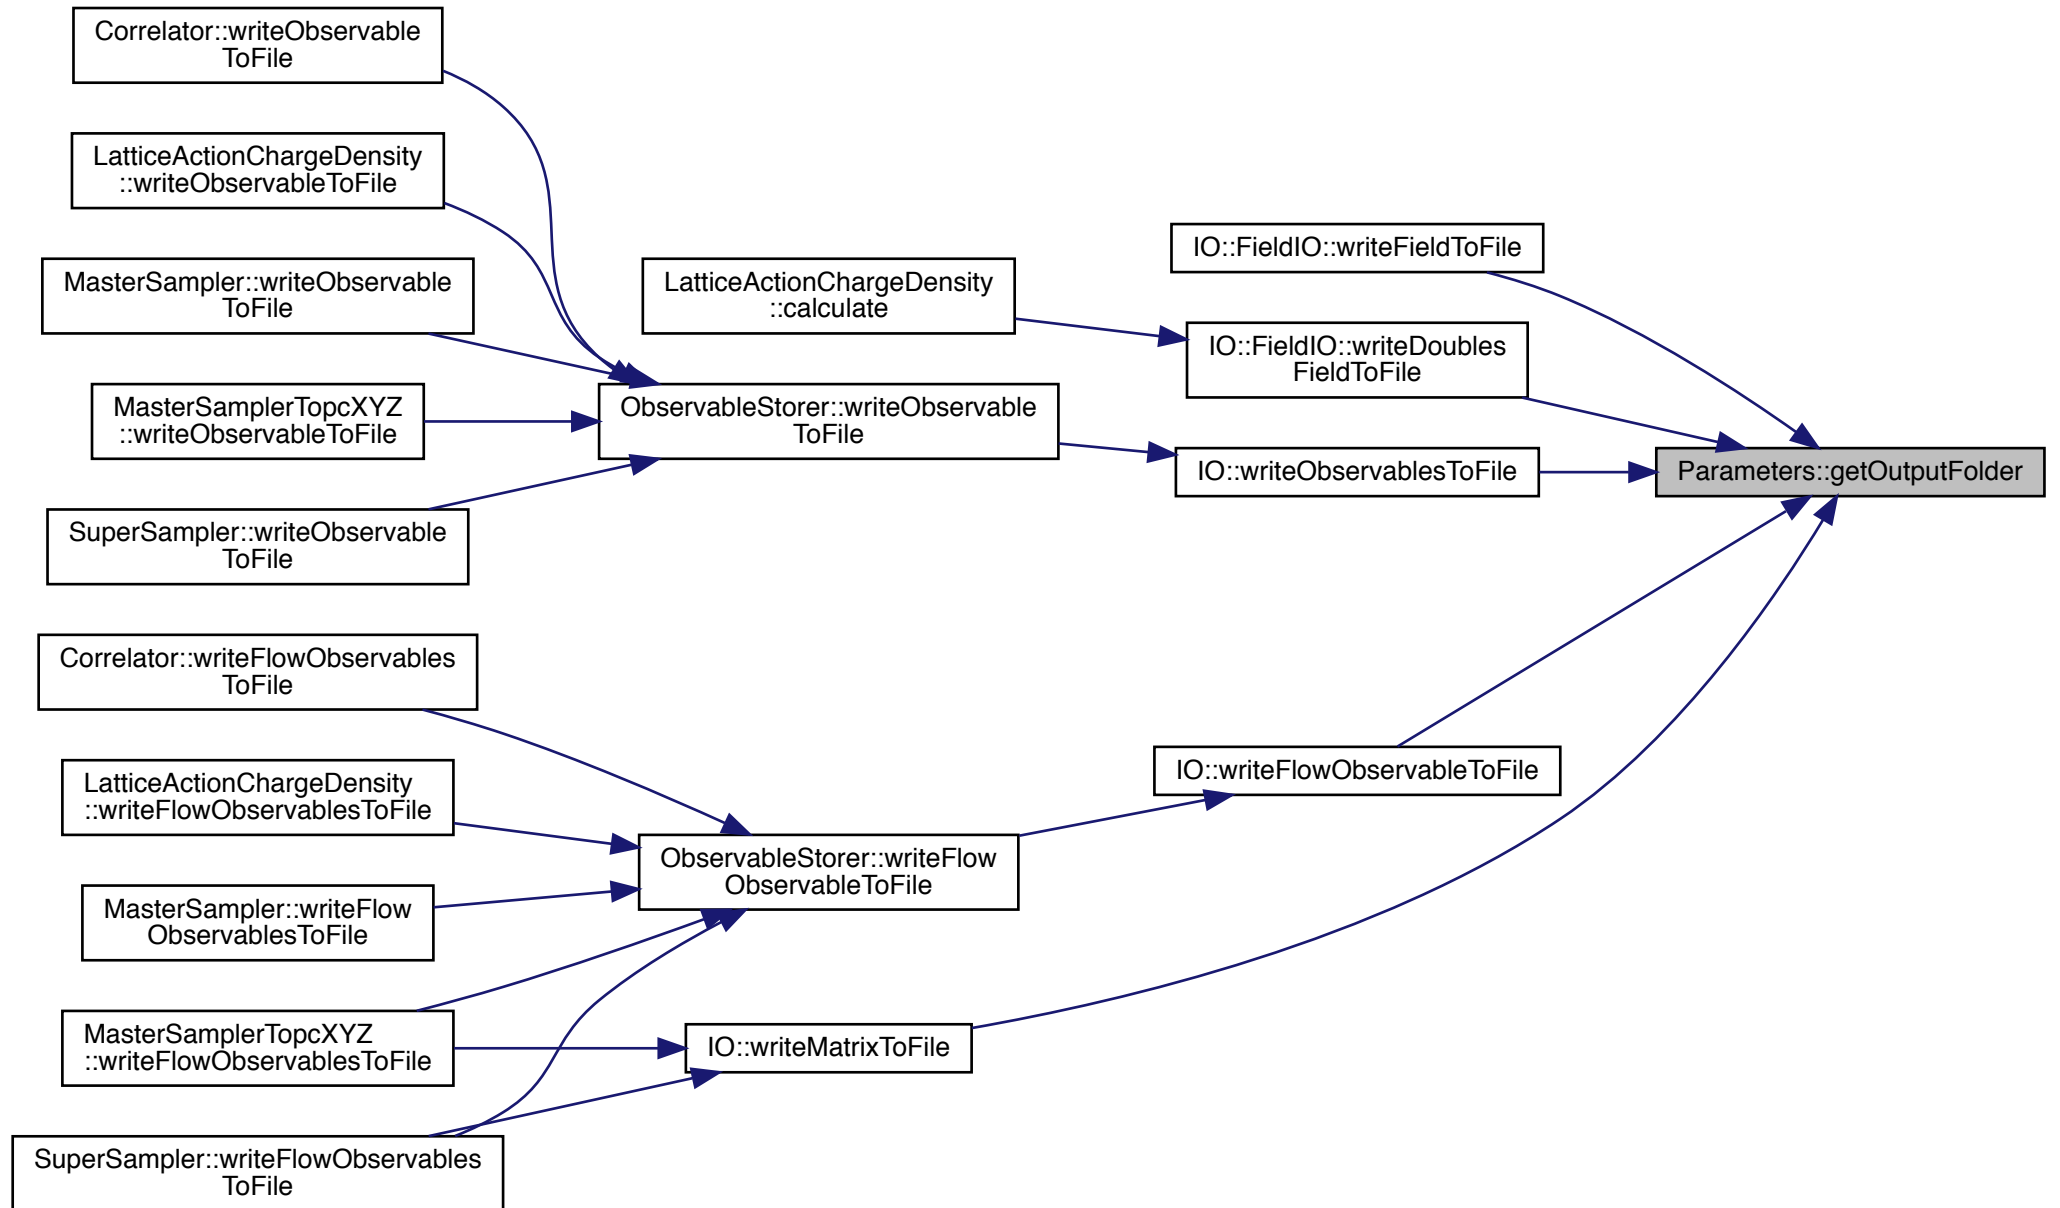 Correlator::writeObservable
ToFile
LatticeActionChargeDensity
::writeObservableToFile
MasterSampler::writeObservable
ToFile
MasterSamplerTopcXYZ
::writeObservableToFile
SuperSampler::writeObservable
ToFile
Correlator::writeFlowObservables
ToFile
LatticeActionChargeDensity
::writeFlowObservablesToFile
MasterSampler::writeFlow
ObservablesToFile
MasterSamplerTopcXYZ
::writeFlowObservablesToFile
SuperSampler::writeFlowObservables
ToFile
LatticeActionChargeDensity
::calculate
ObservableStorer::writeObservable
ToFile
ObservableStorer::writeFlow
ObservableToFile
IO::writeMatrixToFile
IO::FieldIO::writeFieldToFile
IO::FieldIO::writeDoubles
FieldToFile
IO::writeObservablesToFile
IO::writeFlowObservableToFile
Parameters::getOutputFolder